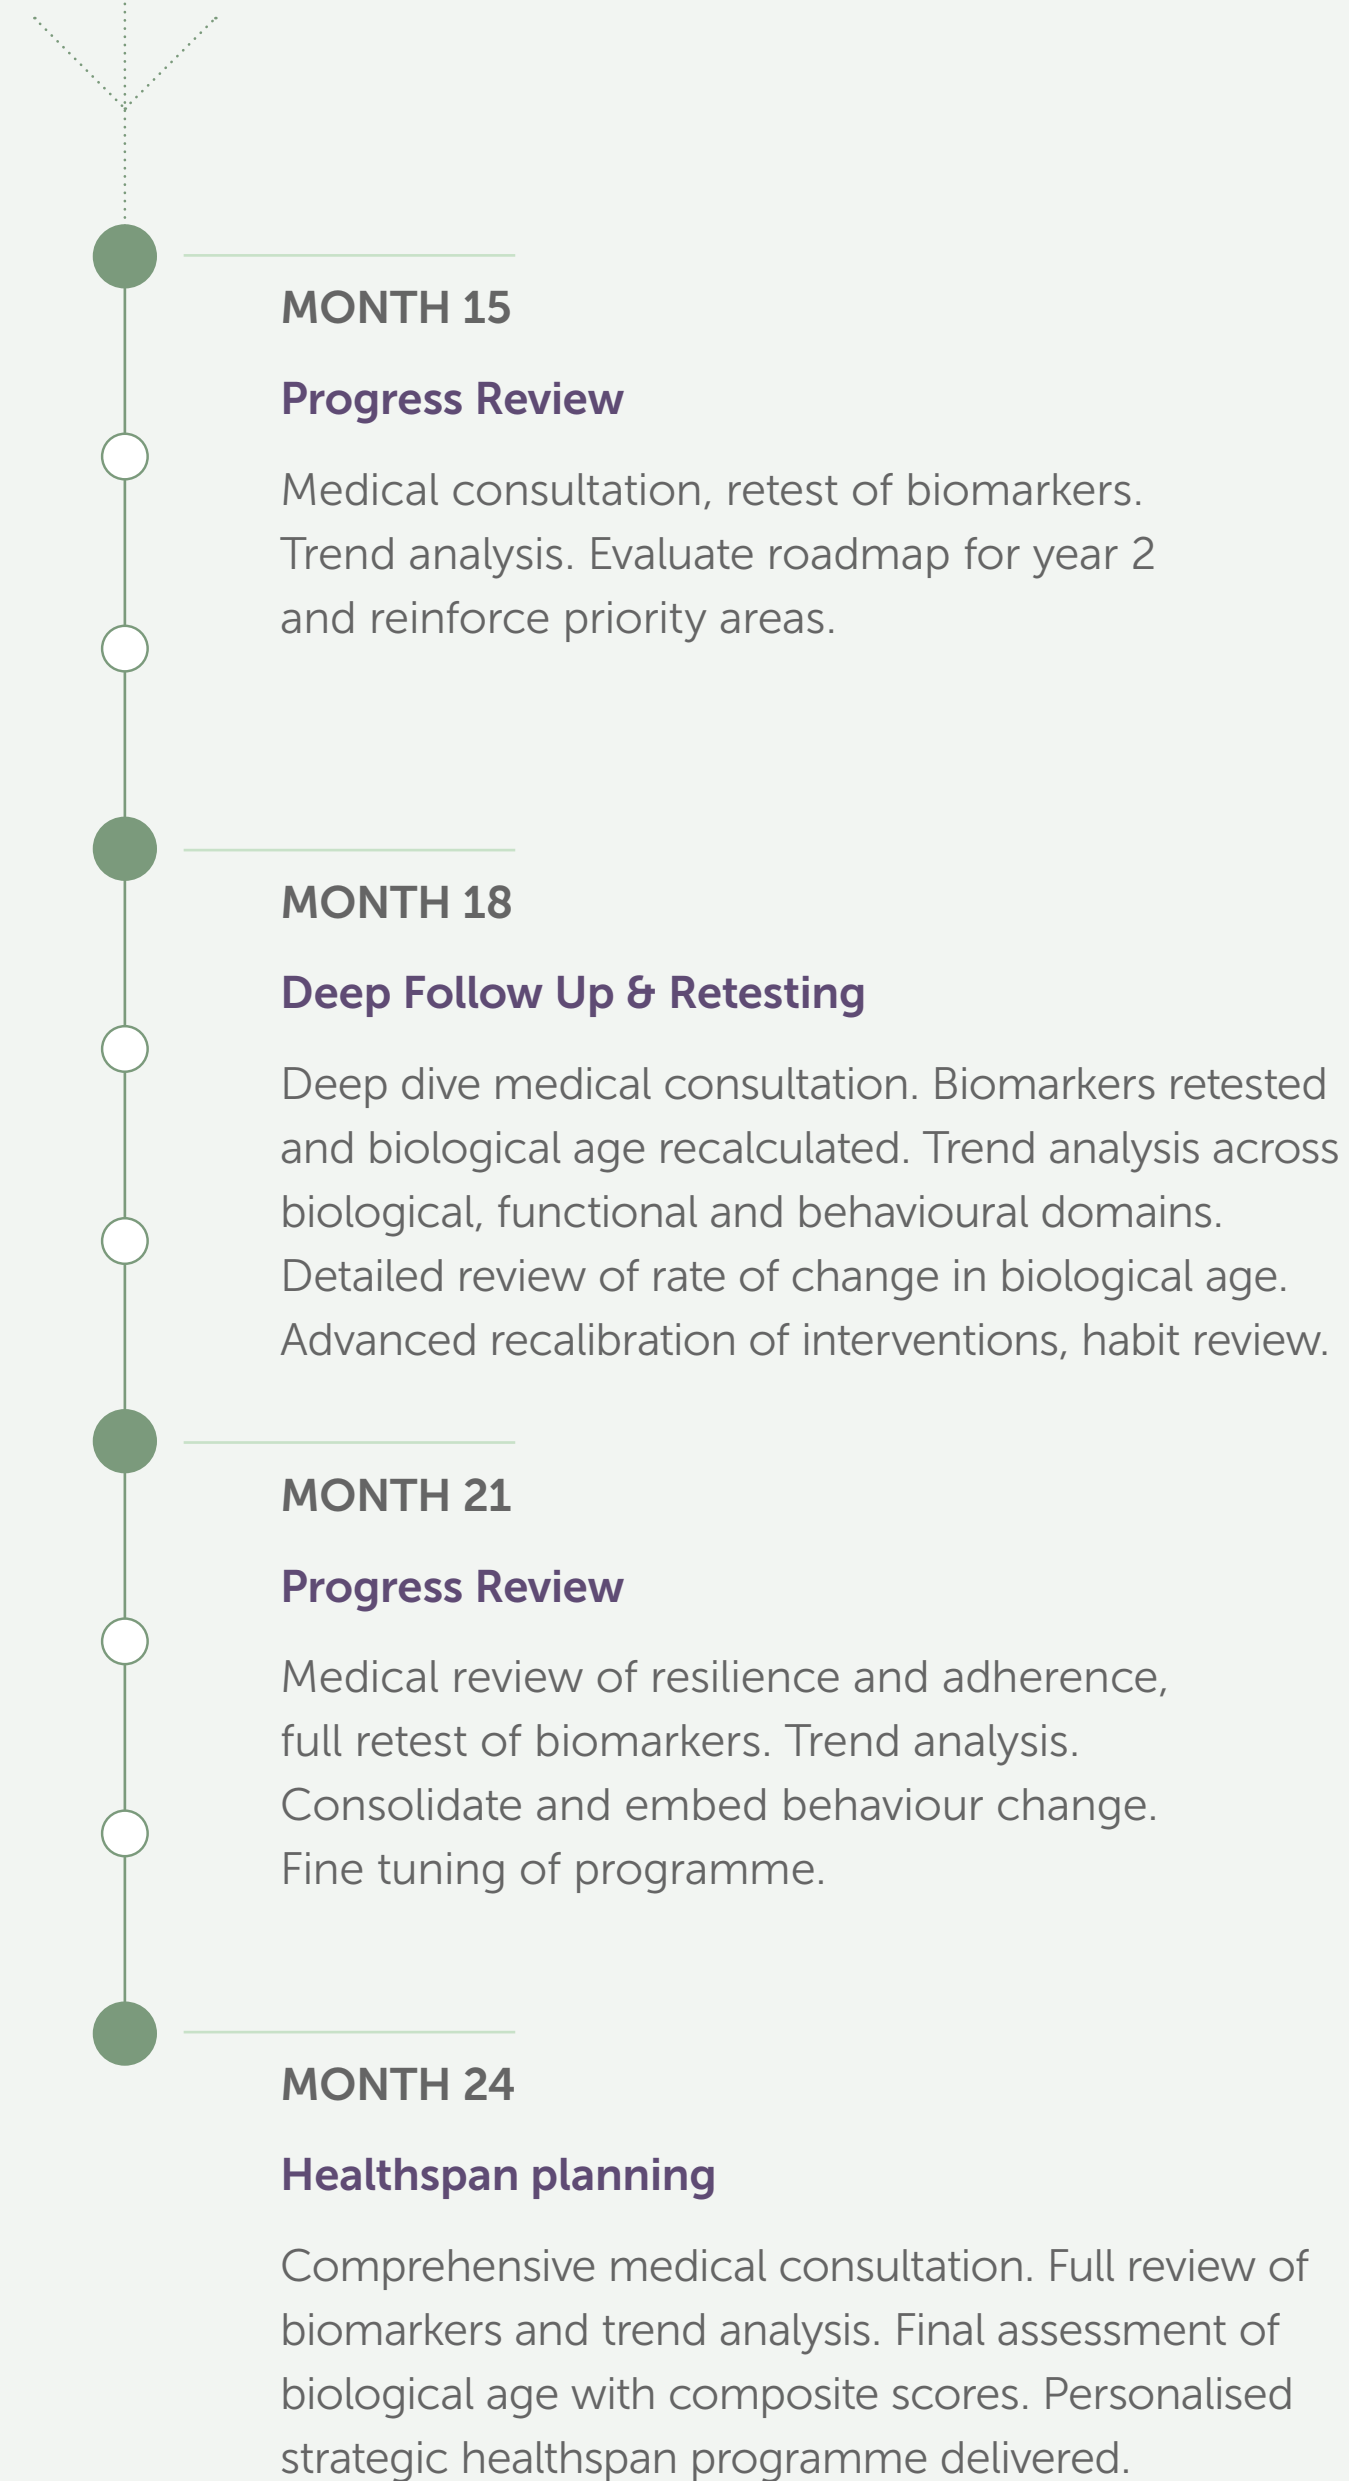 MONTH 15
Progress Review
Medical consultation, retest of biomarkers.
Trend analysis. Evaluate roadmap for year 2
and reinforce priority areas.
MONTH 18
Deep Follow Up & Retesting
Deep dive medical consultation. Biomarkers retested
and biological age recalculated. Trend analysis across
biological, functional and behavioural domains.
Detailed review of rate of change in biological age.
Advanced recalibration of interventions, habit review.
MONTH 21
Progress Review
Medical review of resilience and adherence,
full retest of biomarkers. Trend analysis.
Consolidate and embed behaviour change.
Fine tuning of programme.
MONTH 24
Healthspan planning
Comprehensive medical consultation. Full review of
biomarkers and trend analysis. Final assessment of
biological age with composite scores. Personalised
strategic healthspan programme delivered.